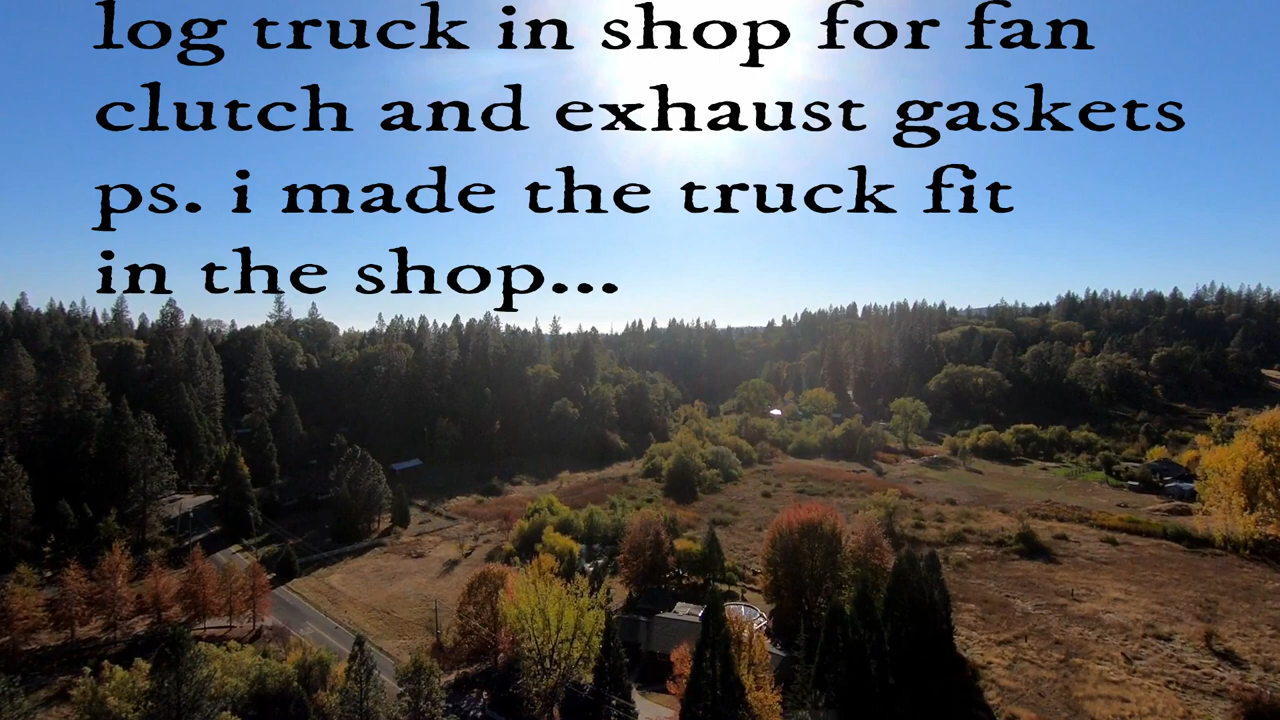 log truck in shop for fan
clutch and exhaust gaskets
ps. i made the truck fit
in the shop...